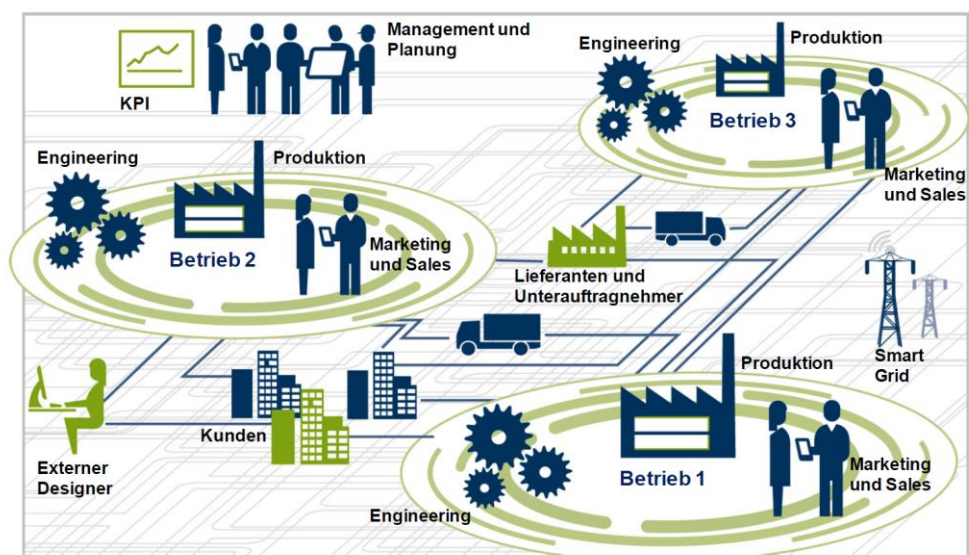 Management und
Planung
KPI
Engineering
Produktion
Betrieb 3
Marketing
und Sales
Engineering
Produktion
Betrieb 2
Marketing
und Sales
Lieferanten und
Unterauftragnehmer
Smart
Grid
Kunden
Externer
Designer
Produktion
Betrieb 1
Marketing
und Sales
Engineering